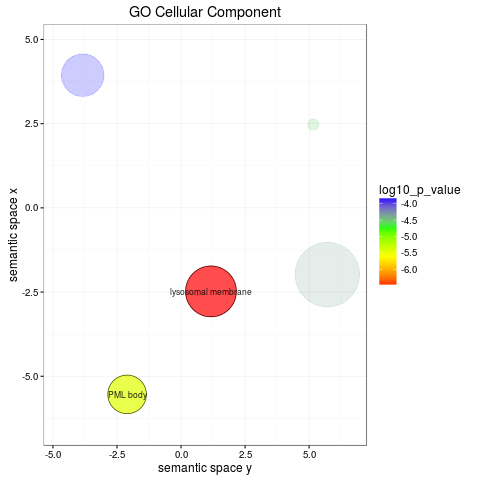 GO Cellular Component
5.0
2.5
0.0
-2.5
-5.0
semantic space x
lysosomal membrane
PML body
-5.0
-2.5
0.0
2.5
5.0
semantic space y
log10_p_value
-4.0
-4.5
-5.0
-5.5
-6.0